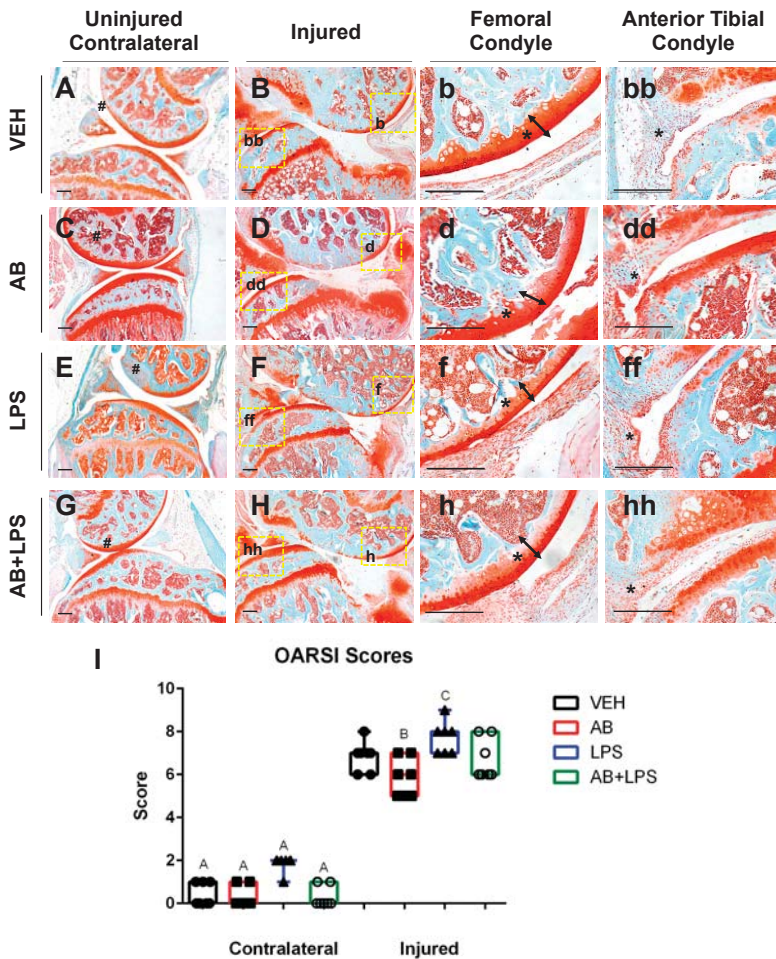 Uninjured Contralateral
Injured
Femoral Condyle
Anterior Tibial Condyle
VEH
A
#
B
b
bb
b
*
bb
*
AB
C
#
D
d
dd
d
*
dd
*
LPS
E
#
F
f
ff
f
*
ff
*
AB+LPS
G
#
H
hh
h
h
*
hh
*
I
OARSI Scores
10
8
6
4
2
0
Score
A
A
A
A
B
C
Contralateral
Injured
VEH
AB
LPS
AB+LPS